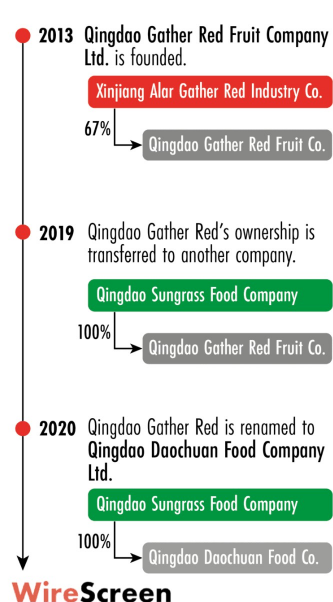 2013 Qingdao Gather Red Fruit Company
Ltd. is founded.
Xinjiang Alar Gather Red Industry Co.
67%
Qingdao Gather Red Fruit Co.
2019 Qingdao Gather Red's ownership is
transferred to another company.
Qingdao Sungrass Food Company
100%
Qingdao Gather Red Fruit Co.
2020 Qingdao Gather Red is renamed to
Qingdao Daochuan Food Company
Ltd.
Qingdao Sungrass Food Company
100%
Qingdao Daochuan Food Co.
WireScreen